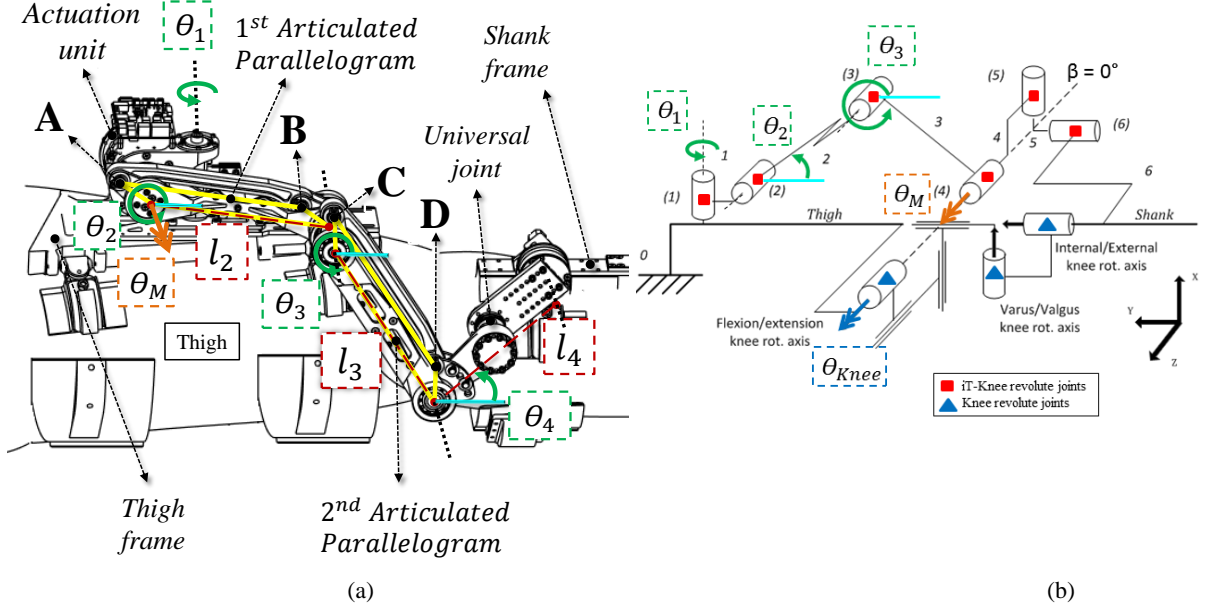 Actuation
unit
θ₁
1ˢᵗ Articulated
Parallelogram
Shank
frame
A
B
Universal
joint
C
D
θ₂
l₂
θ_M
θ₃
Thigh
l₃
l₄
θ₄
Thigh
frame
2ⁿᵈ Articulated
Parallelogram
(a)
θ₃
(3)
(5)
β = 0°
θ₁
θ₂
1
2
3
4
5
(6)
(1)
(2)
θ_M
(4)
6
Thigh
Shank
0
Internal/External
knee rot. axis
Flexion/extension
knee rot. axis
Varus/Valgus
knee rot. axis
X
Y
Z
θ_Knee
iT-Knee revolute joints
Knee revolute joints
(b)